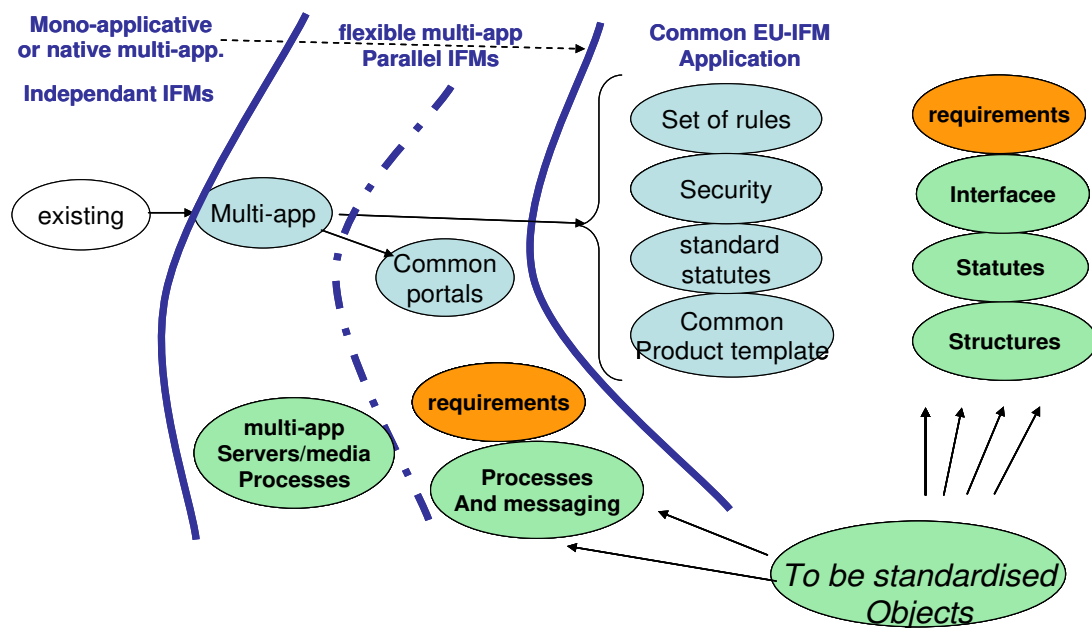 Mono-applicative
or native multi-app.
Independant IFMs
flexible multi-app
Parallel IFMs
Common EU-IFM
Application
existing
Multi-app
Common
portals
Set of rules
Security
standard
statutes
Common
Product template
requirements
Interfacee
Statutes
Structures
multi-app
Servers/media
Processes
requirements
Processes
And messaging
To be standardised
Objects